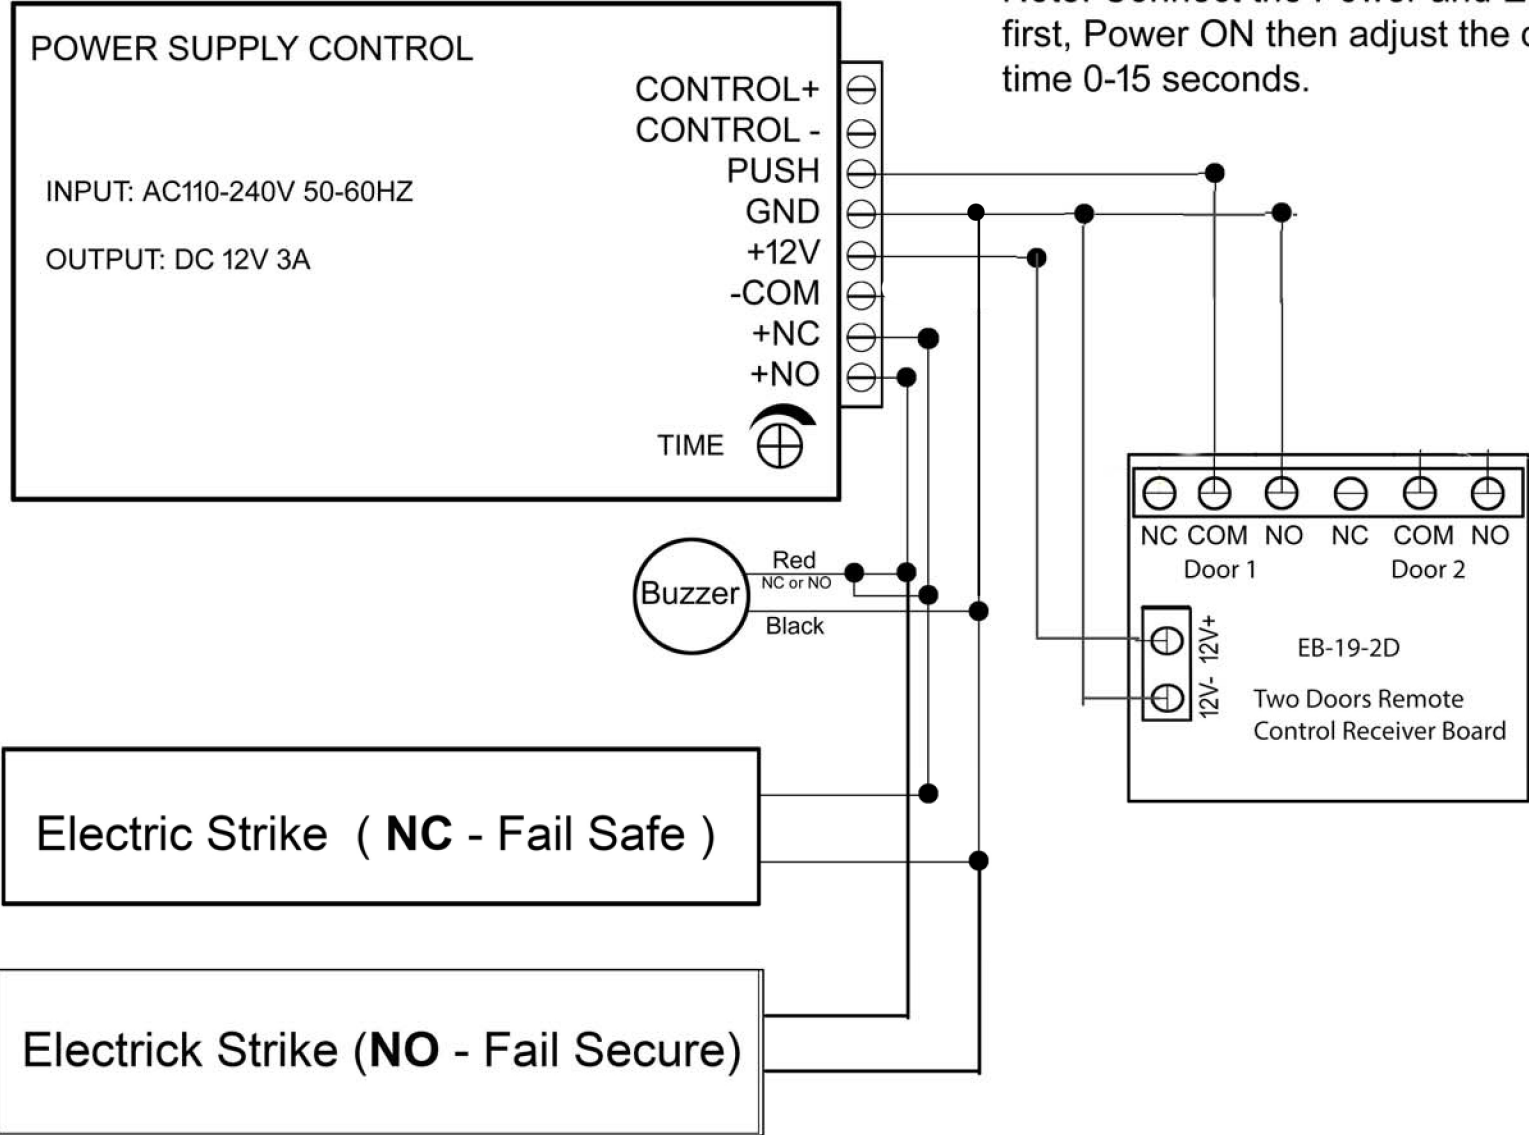 first, Power ON then adjust the
time 0-15 seconds.
POWER SUPPLY CONTROL
INPUT: AC110-240V 50-60HZ
OUTPUT: DC 12V 3A
CONTROL+
CONTROL -
PUSH
GND
+12V
-COM
+NC
+NO
TIME
NC COM NO NC COM NO
Door 1 Door 2
12V+
12V-
EB-19-2D
Two Doors Remote
Control Receiver Board
Buzzer
Red
NC or NO
Black
Electric Strike ( NC - Fail Safe )
Electrick Strike (NO - Fail Secure)